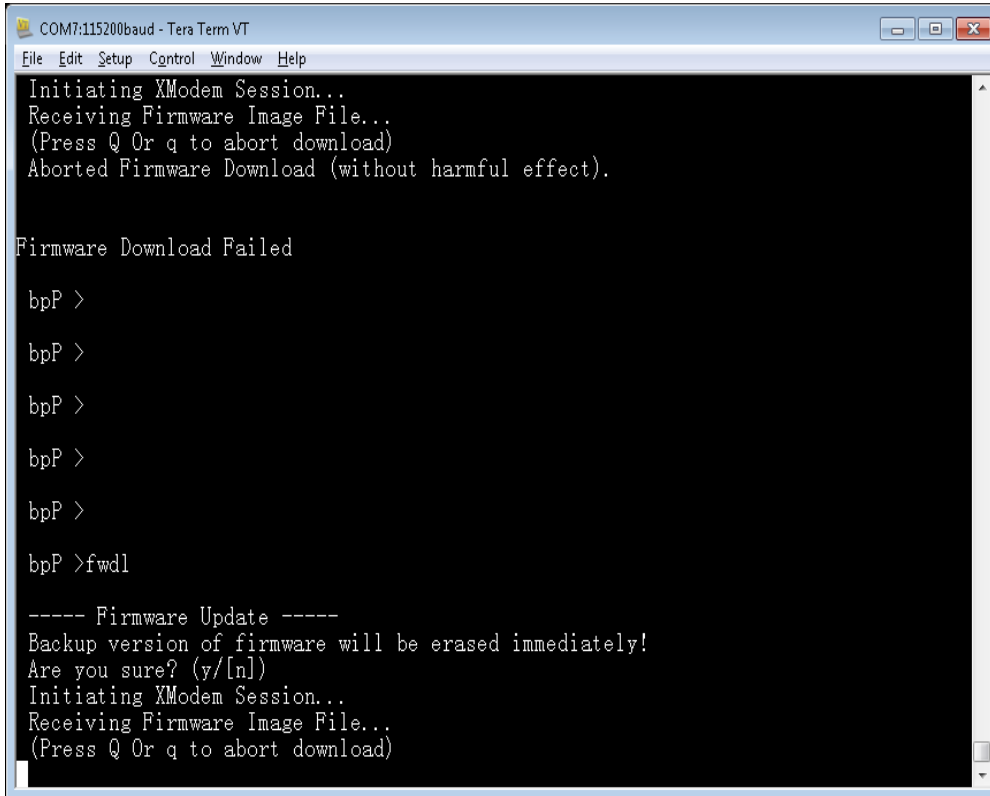 COM7:115200baud - Tera Term VT
File Edit Setup Control Window Help
Initiating XModem Session...
Receiving Firmware Image File...
(Press Q Or q to abort download)
Aborted Firmware Download (without harmful effect).
Firmware Download Failed
bpP >
bpP >
bpP >
bpP >
bpP >
bpP >fwdl
----- Firmware Update -----
Backup version of firmware will be erased immediately!
Are you sure? (y/[n])
Initiating XModem Session...
Receiving Firmware Image File...
(Press Q Or q to abort download)